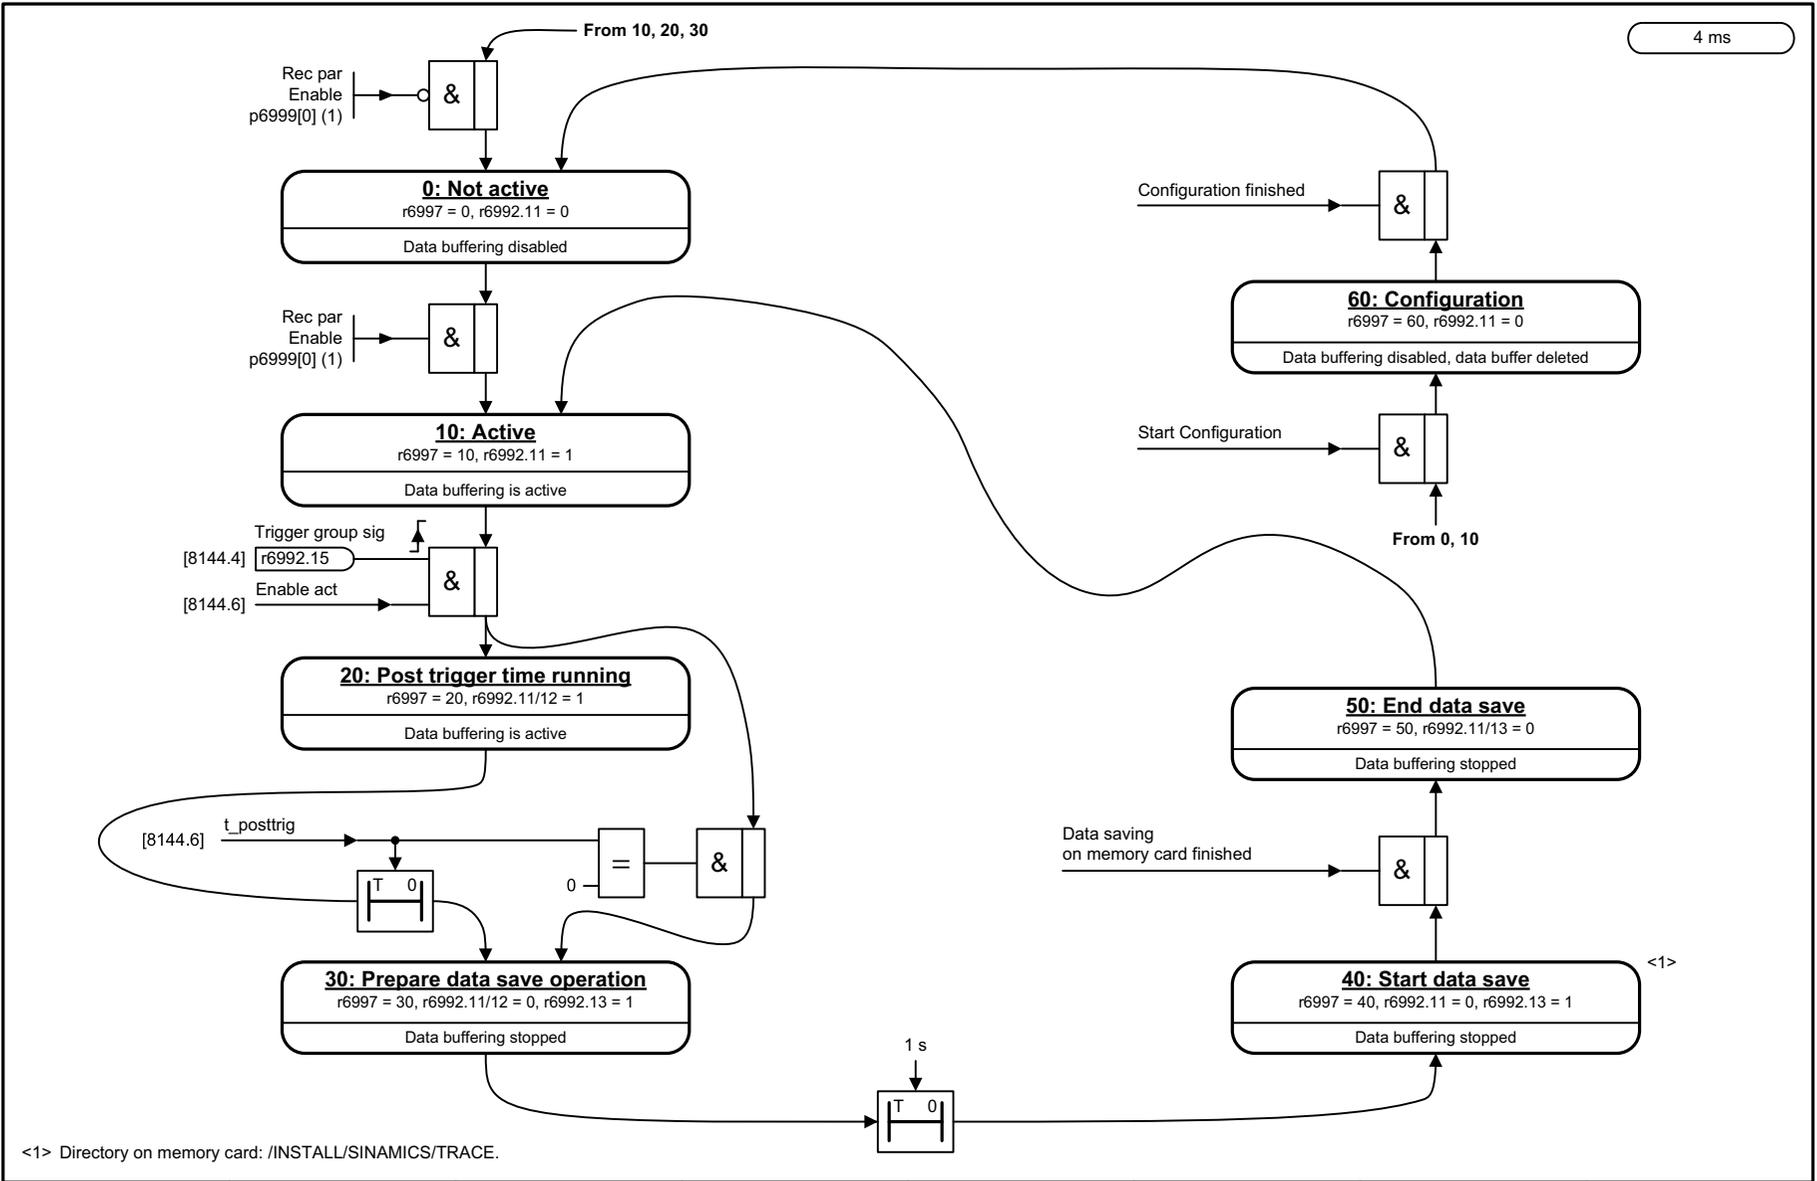 From 10, 20, 30
4 ms
Rec par
Enable
p6999[0] (1)
&
0: Not active
r6997 = 0, r6992.11 = 0
Data buffering disabled
Configuration finished
&
Rec par
Enable
p6999[0] (1)
&
60: Configuration
r6997 = 60, r6992.11 = 0
Data buffering disabled, data buffer deleted
10: Active
r6997 = 10, r6992.11 = 1
Data buffering is active
Start Configuration
&
From 0, 10
Trigger group sig
[8144.4] r6992.15
&
Enable act
[8144.6]
20: Post trigger time running
r6997 = 20, r6992.11/12 = 1
Data buffering is active
50: End data save
r6997 = 50, r6992.11/13 = 0
Data buffering stopped
t_posttrig
[8144.6]
T 0
0
=
&
Data saving
on memory card finished
&
30: Prepare data save operation
r6997 = 30, r6992.11/12 = 0, r6992.13 = 1
Data buffering stopped
40: Start data save
r6997 = 40, r6992.11 = 0, r6992.13 = 1
Data buffering stopped
<1>
1 s
T 0
<1> Directory on memory card: /INSTALL/SINAMICS/TRACE.